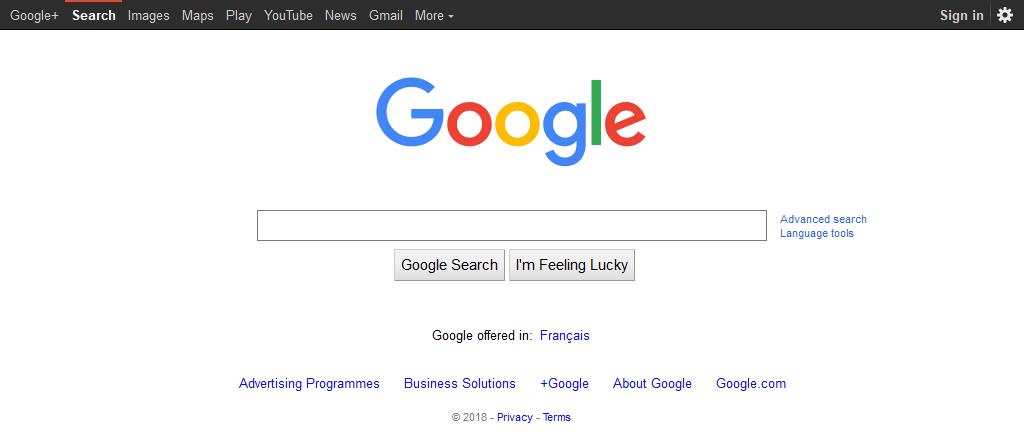 Google+ Search Images Maps Play YouTube News Gmail More Sign in
Google
Advanced search
Language tools
Google Search I'm Feeling Lucky
Google offered in: Français
Advertising Programmes Business Solutions +Google About Google Google.com
© 2018 - Privacy - Terms